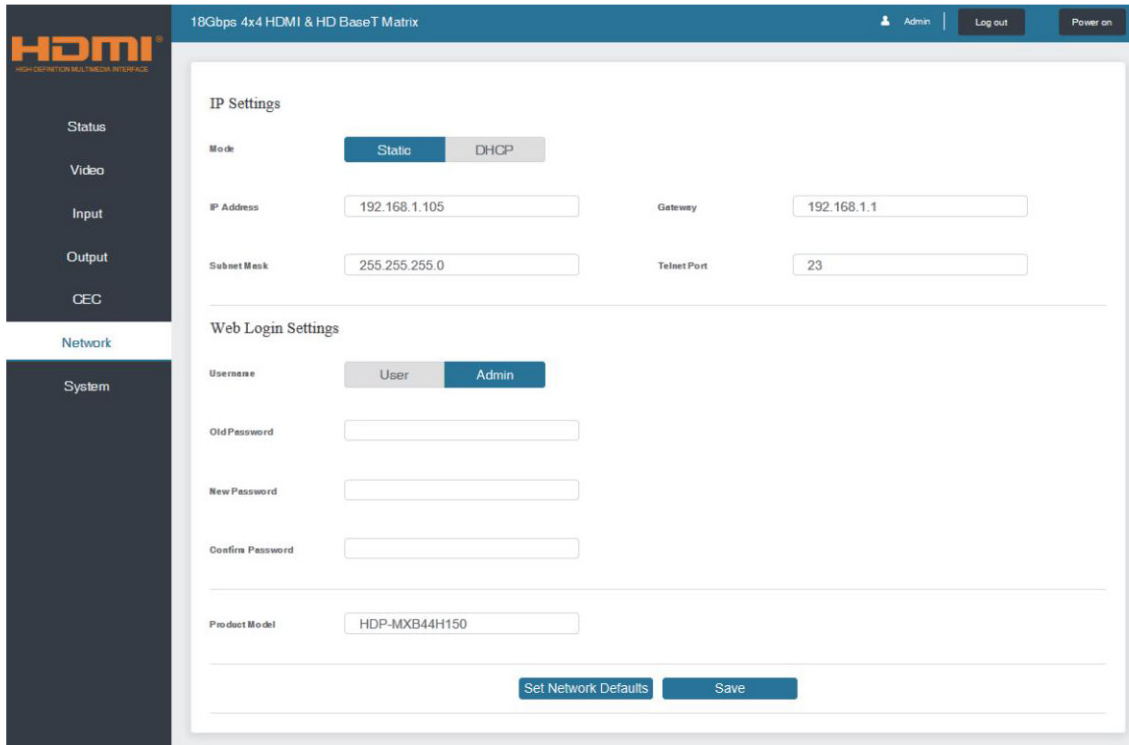 18Gbps 4x4 HDMI & HD BaseT Matrix
Admin
Log out
Power on
HDMI®
HIGH DEFINITION MULTIMEDIA INTERFACE
Status
Video
Input
Output
CEC
Network
System
IP Settings
Mode Static DHCP
IP Address 192.168.1.105 Gateway 192.168.1.1
Subnet Mask 255.255.255.0 Telnet Port 23
Web Login Settings
Username User Admin
Old Password
New Password
Confirm Password
Product Model HDP-MXB44H150
Set Network Defaults Save